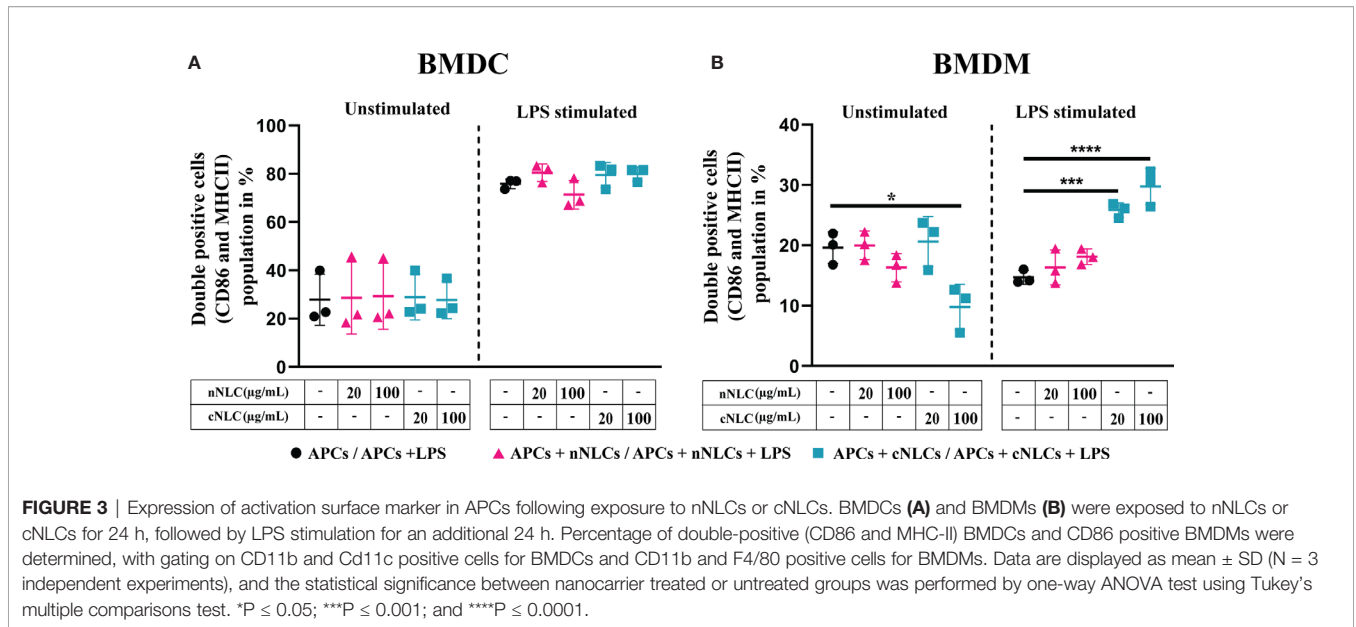 A
BMDC
Unstimulated
LPS stimulated
Double positive cells
(CD86 and MHCII)
population in %
100
80
60
40
20
0
nNLC(µg/mL) - 20 100 - - - 20 100 - -
cNLC(µg/mL) - - - 20 100 - - - 20 100
B
BMDM
Unstimulated
LPS stimulated
Double positive cells
(CD86 and MHCII)
population in %
40
30
20
10
0
*
****
***
nNLC(µg/mL) - 20 100 - - - 20 100 - -
cNLC(µg/mL) - - - 20 100 - - - 20 100
APCs / APCs +LPS
APCs + nNLCs / APCs + nNLCs + LPS
APCs + cNLCs / APCs + cNLCs + LPS
FIGURE 3 | Expression of activation surface marker in APCs following exposure to nNLCs or cNLCs. BMDCs (A) and BMDMs (B) were exposed to nNLCs or
cNLCs for 24 h, followed by LPS stimulation for an additional 24 h. Percentage of double-positive (CD86 and MHC-II) BMDCs and CD86 positive BMDMs were
determined, with gating on CD11b and Cd11c positive cells for BMDCs and CD11b and F4/80 positive cells for BMDMs. Data are displayed as mean ± SD (N = 3
independent experiments), and the statistical significance between nanocarrier treated or untreated groups was performed by one-way ANOVA test using Tukey's
multiple comparisons test. *P ≤ 0.05; ***P ≤ 0.001; and ****P ≤ 0.0001.